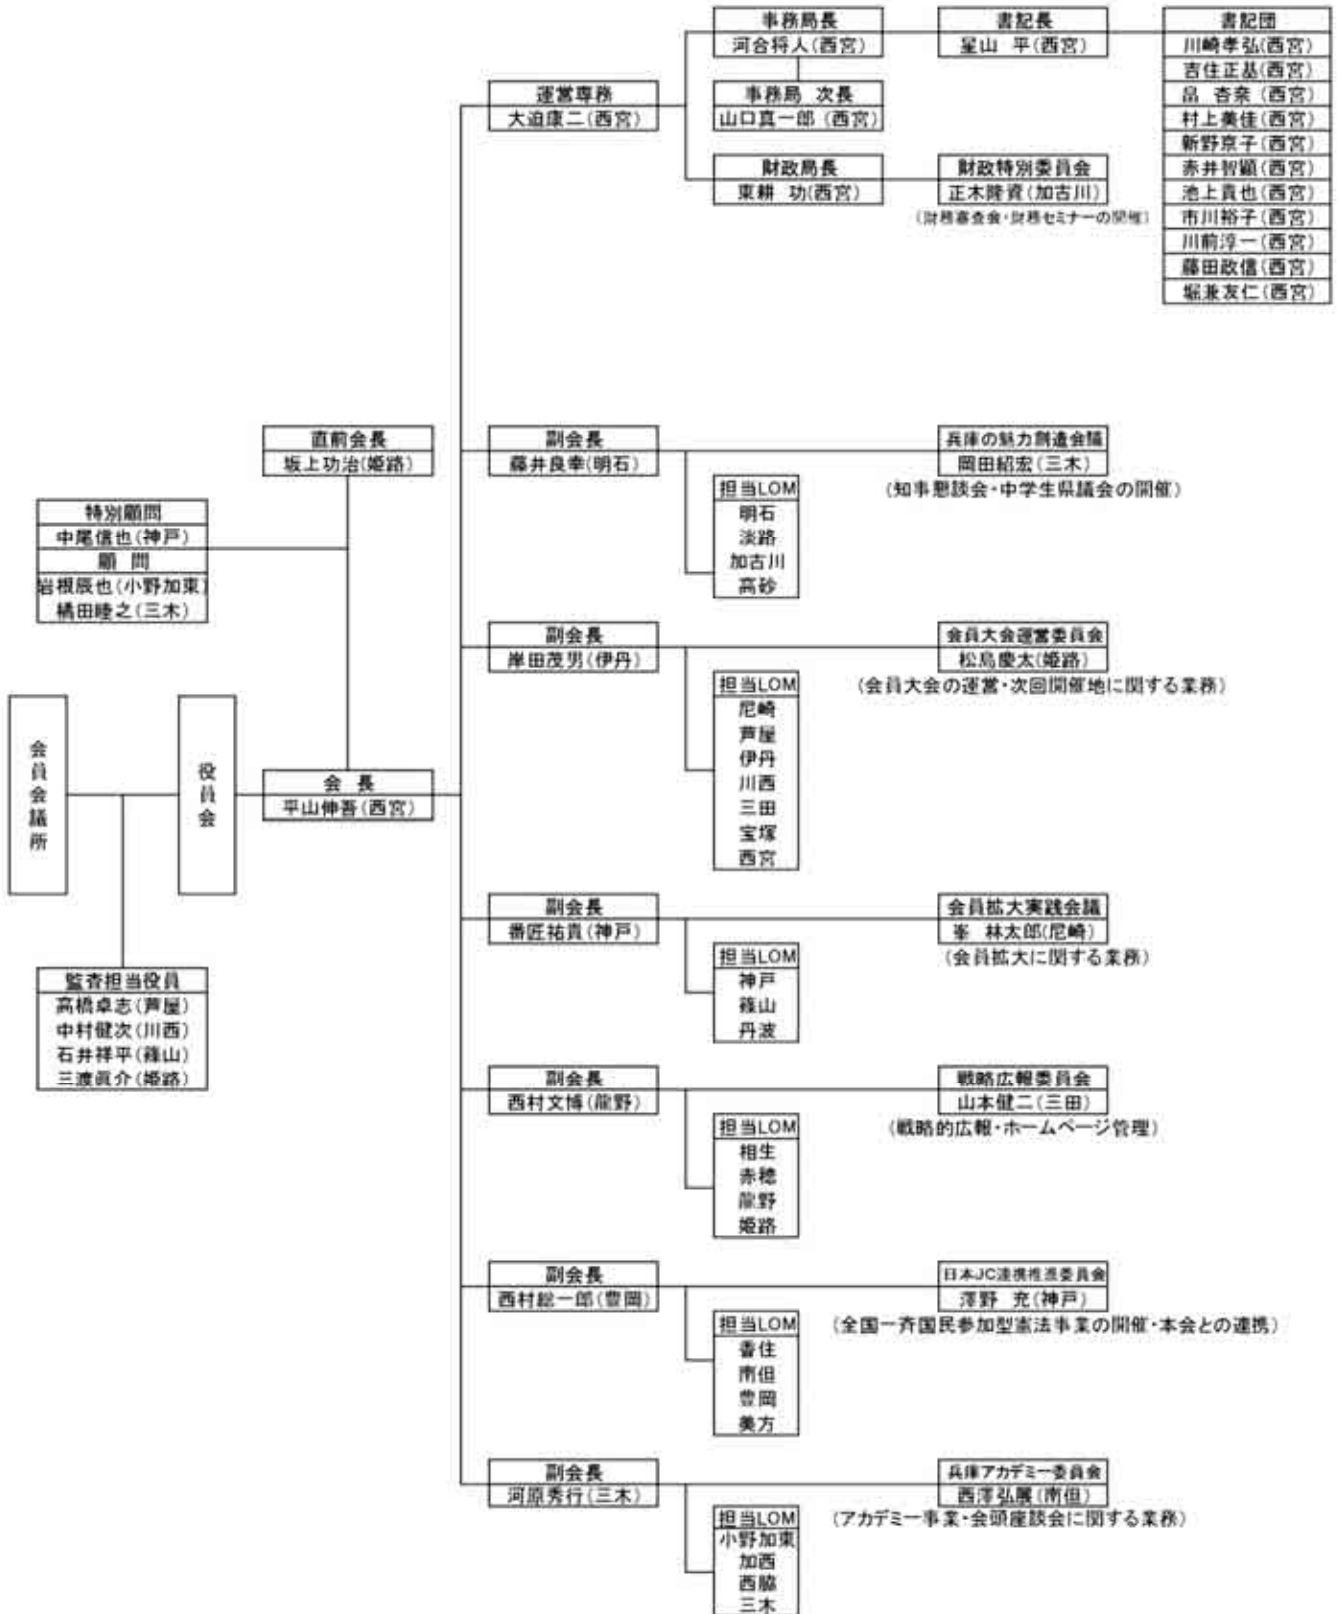 事務局長
河合将人(西宮)
書記長
星山 平(西宮)
書記団
川崎孝弘(西宮)
吉住正基(西宮)
品 杏奈(西宮)
村上美佳(西宮)
新野京子(西宮)
赤井智顕(西宮)
池上貴也(西宮)
市川裕子(西宮)
川前淳一(西宮)
藤田政信(西宮)
堀兼友仁(西宮)
運営専務
大迫康二(西宮)
事務局 次長
山口真一郎(西宮)
財政局長
東耕 功(西宮)
財政特別委員会
正木隆資(加古川)
(財務審査会・財務セミナーの開催)
直前会長
坂上功治(姫路)
特別顧問
中尾信也(神戸)
顧 問
岩根辰也(小野加東)
橘田睦之(三木)
会員会議所
役員会
会 長
平山伸吾(西宮)
監査担当役員
高橋卓志(芦屋)
中村健次(川西)
石井祥平(篠山)
三渡眞介(姫路)
副会長
藤井良幸(明石)
担当LOM
明石
淡路
加古川
高砂
兵庫の魅力創造会議
岡田紹宏(三木)
(知事懇談会・中学生県議会の開催)
副会長
岸田茂男(伊丹)
担当LOM
尼崎
芦屋
伊丹
川西
三田
宝塚
西宮
会員大会運営委員会
松島慶太(姫路)
(会員大会の運営・次回開催地に関する業務)
副会長
番匠祐貴(神戸)
担当LOM
神戸
篠山
丹波
会員拡大実践会議
峯 林太郎(尼崎)
(会員拡大に関する業務)
副会長
西村文博(龍野)
担当LOM
相生
赤穂
龍野
姫路
戦略広報委員会
山本健二(三田)
(戦略的広報・ホームページ管理)
副会長
西村総一郎(豊岡)
担当LOM
香住
南但
豊岡
美方
日本JC連携推進委員会
澤野 充(神戸)
(全国一斉国民参加型憲法事業の開催・本会との連携)
副会長
河原秀行(三木)
担当LOM
小野加東
加西
西脇
三木
兵庫アカデミー委員会
西澤弘展(南但)
(アカデミー事業・会頭座談会に関する業務)